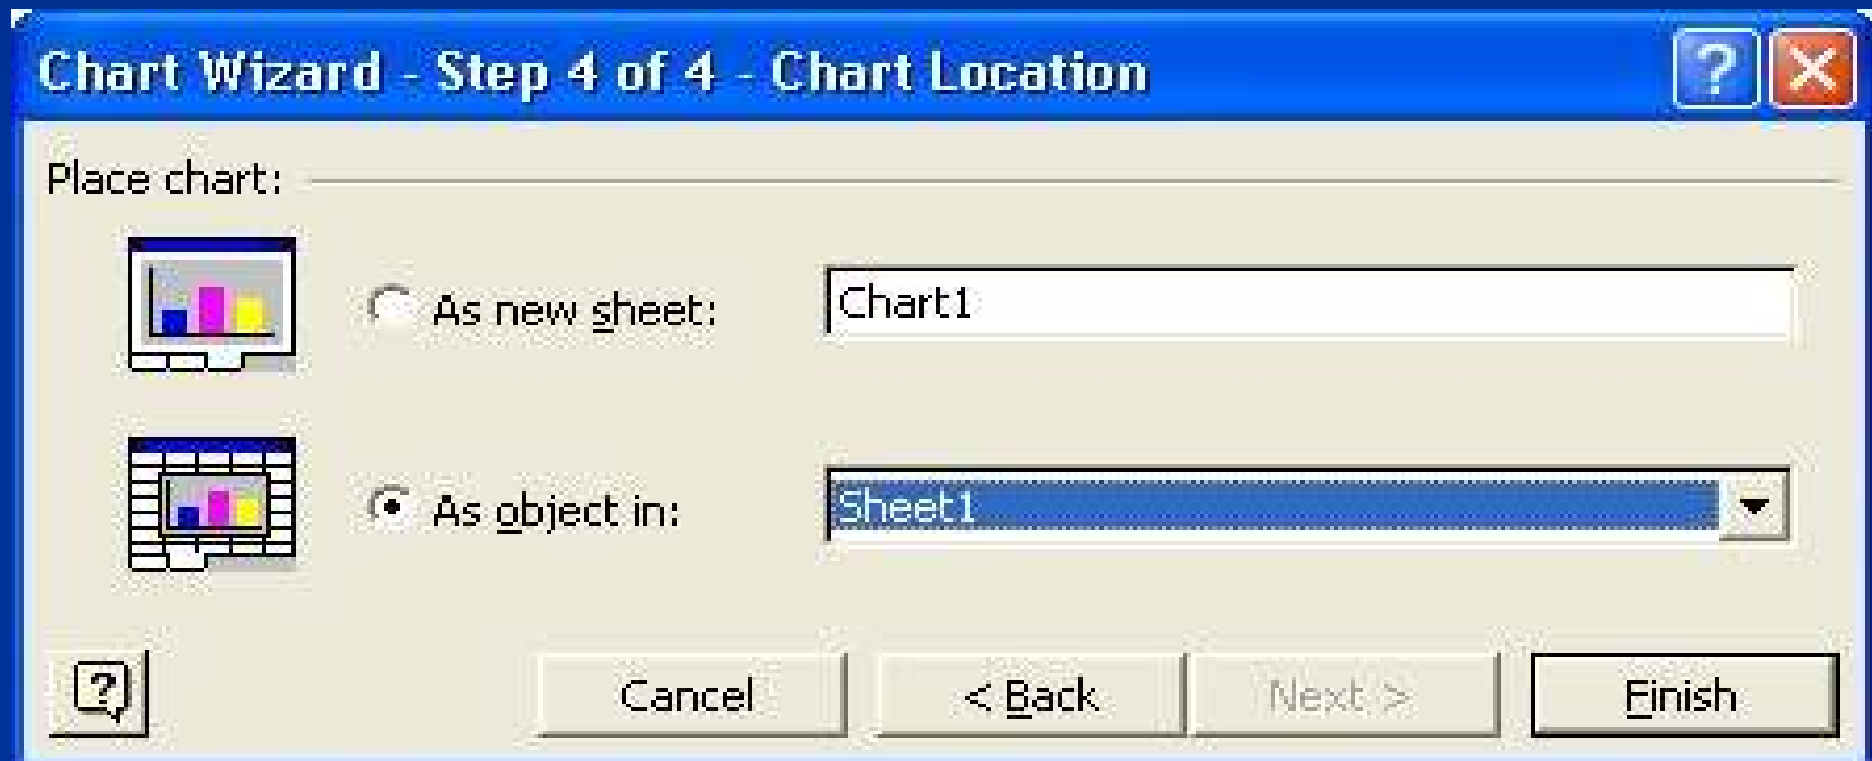 Chart Wizard - Step 4 of 4 - Chart Location
Place chart:
As new sheet: Chart1
As object in: Sheet1
Cancel < Back Next > Finish